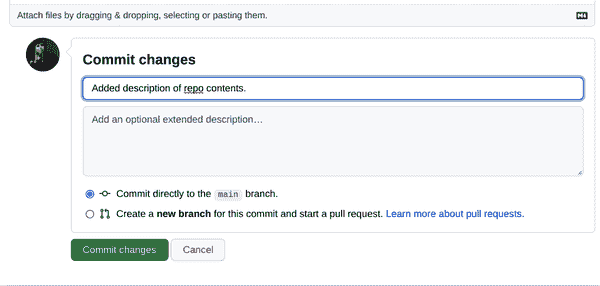 Attach files by dragging & dropping, selecting or pasting them.
Commit changes
Added description of repo contents.
Add an optional extended description…
Commit directly to the main branch.
Create a new branch for this commit and start a pull request. Learn more about pull requests.
Commit changes Cancel